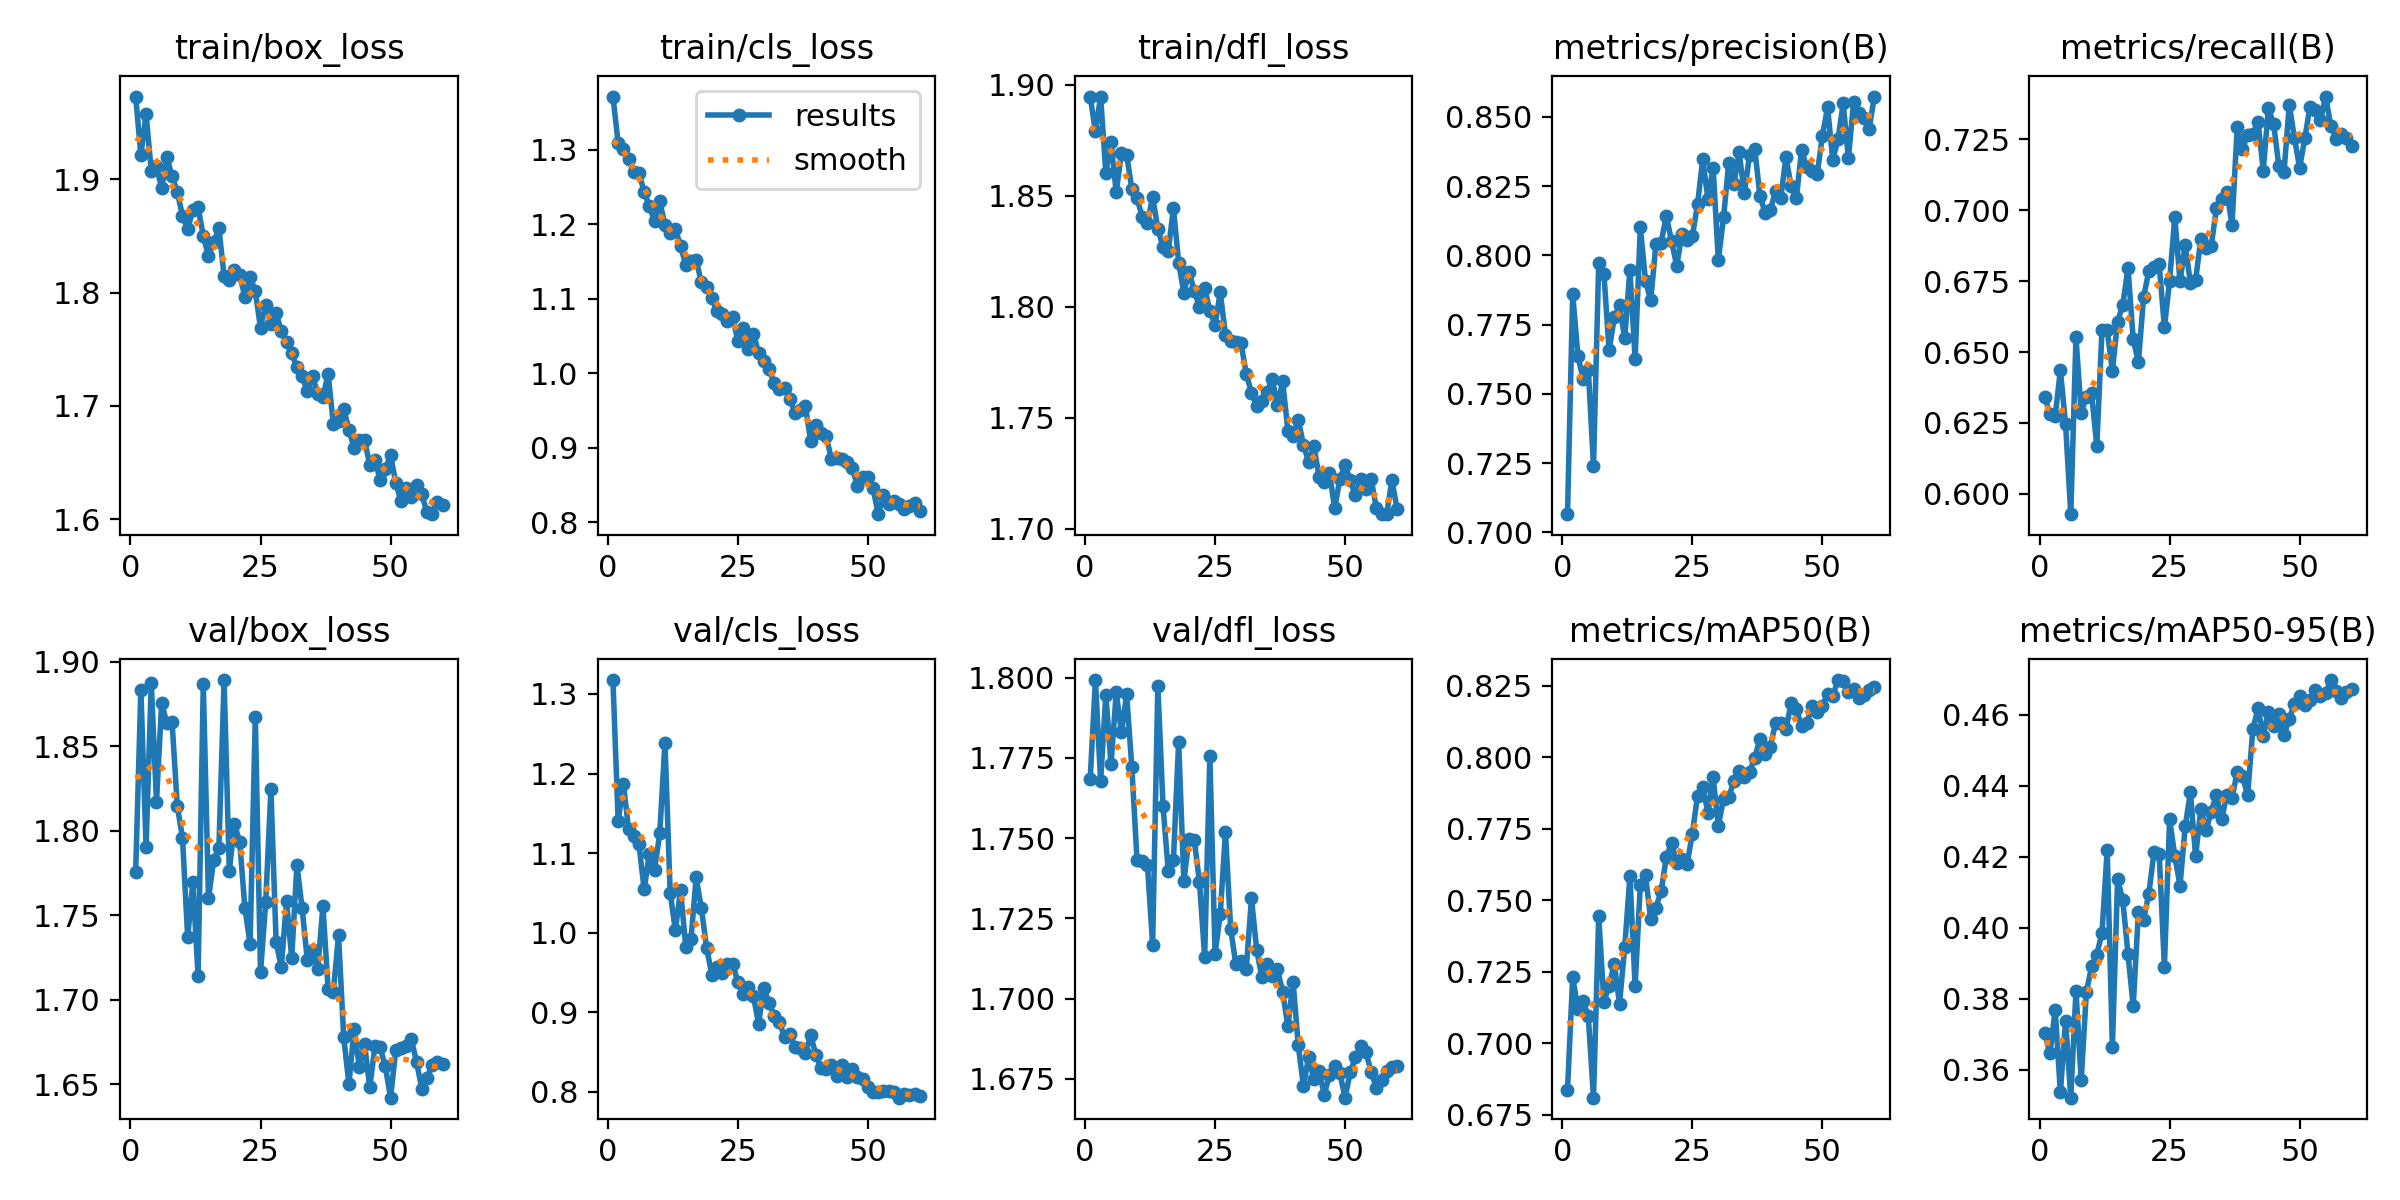 train/box_loss
1.9
1.8
1.7
1.6
0 25 50
train/cls_loss
results
smooth
1.3
1.2
1.1
1.0
0.9
0.8
0 25 50
train/dfl_loss
1.90
1.85
1.80
1.75
1.70
0 25 50
metrics/precision(B)
0.850
0.825
0.800
0.775
0.750
0.725
0.700
0 25 50
metrics/recall(B)
0.725
0.700
0.675
0.650
0.625
0.600
0 25 50
val/box_loss
1.90
1.85
1.80
1.75
1.70
1.65
0 25 50
val/cls_loss
1.3
1.2
1.1
1.0
0.9
0.8
0 25 50
val/dfl_loss
1.800
1.775
1.750
1.725
1.700
1.675
0 25 50
metrics/mAP50(B)
0.825
0.800
0.775
0.750
0.725
0.700
0.675
0 25 50
metrics/mAP50-95(B)
0.46
0.44
0.42
0.40
0.38
0.36
0 25 50